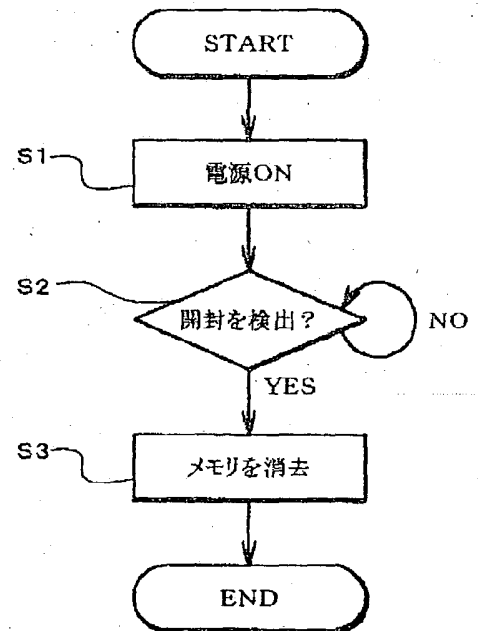 START
S1
電源ON
S2
開封を検出?
NO
YES
S3
メモリを消去
END